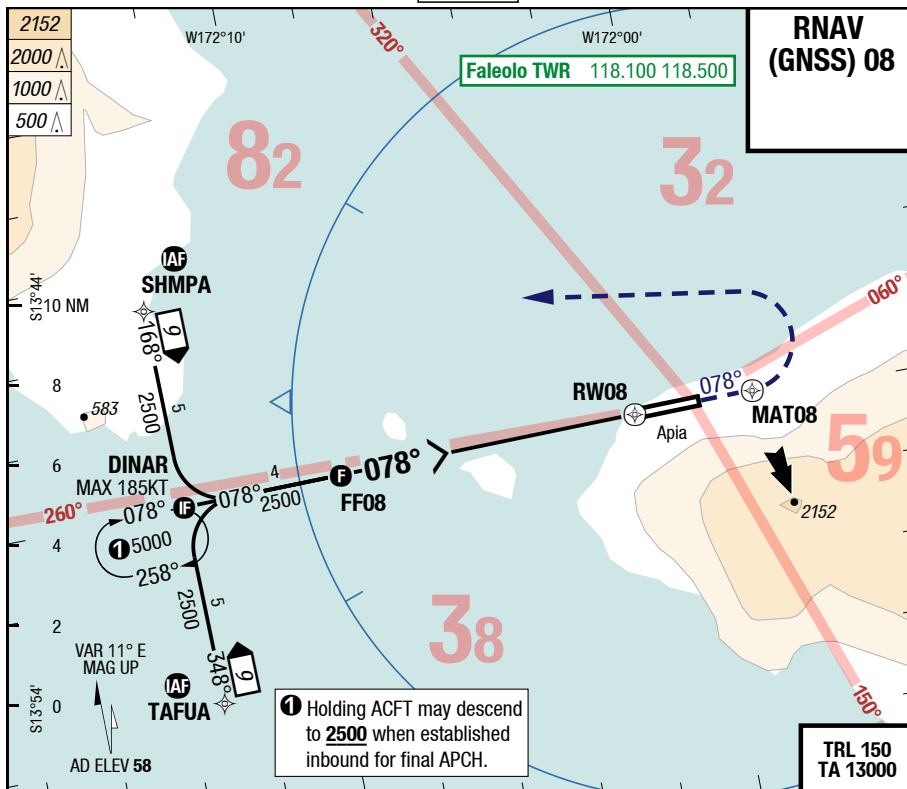 2152
2000
1000
500
W172°10'
320°
W172°00'
RNAV
(GNSS) 08
Faleolo TWR 118.100 118.500
82
32
IAF
SHMPA
S13°44'
10 NM
168°
9
060°
8
5
2500
583
RW08
078°
MAT08
Apia
59
6
DINAR
MAX 185KT
4
F
-078°
2152
260°
078°
IF
078°
2500
FF08
4
1 5000
258°
5
2500
2
38
VAR 11° E
MAG UP
348°
9
IAF
TAFUA
S13°54'
0
150°
1 Holding ACFT may descend
to 2500 when established
inbound for final APCH.
AD ELEV 58
TRL 150
TA 13000